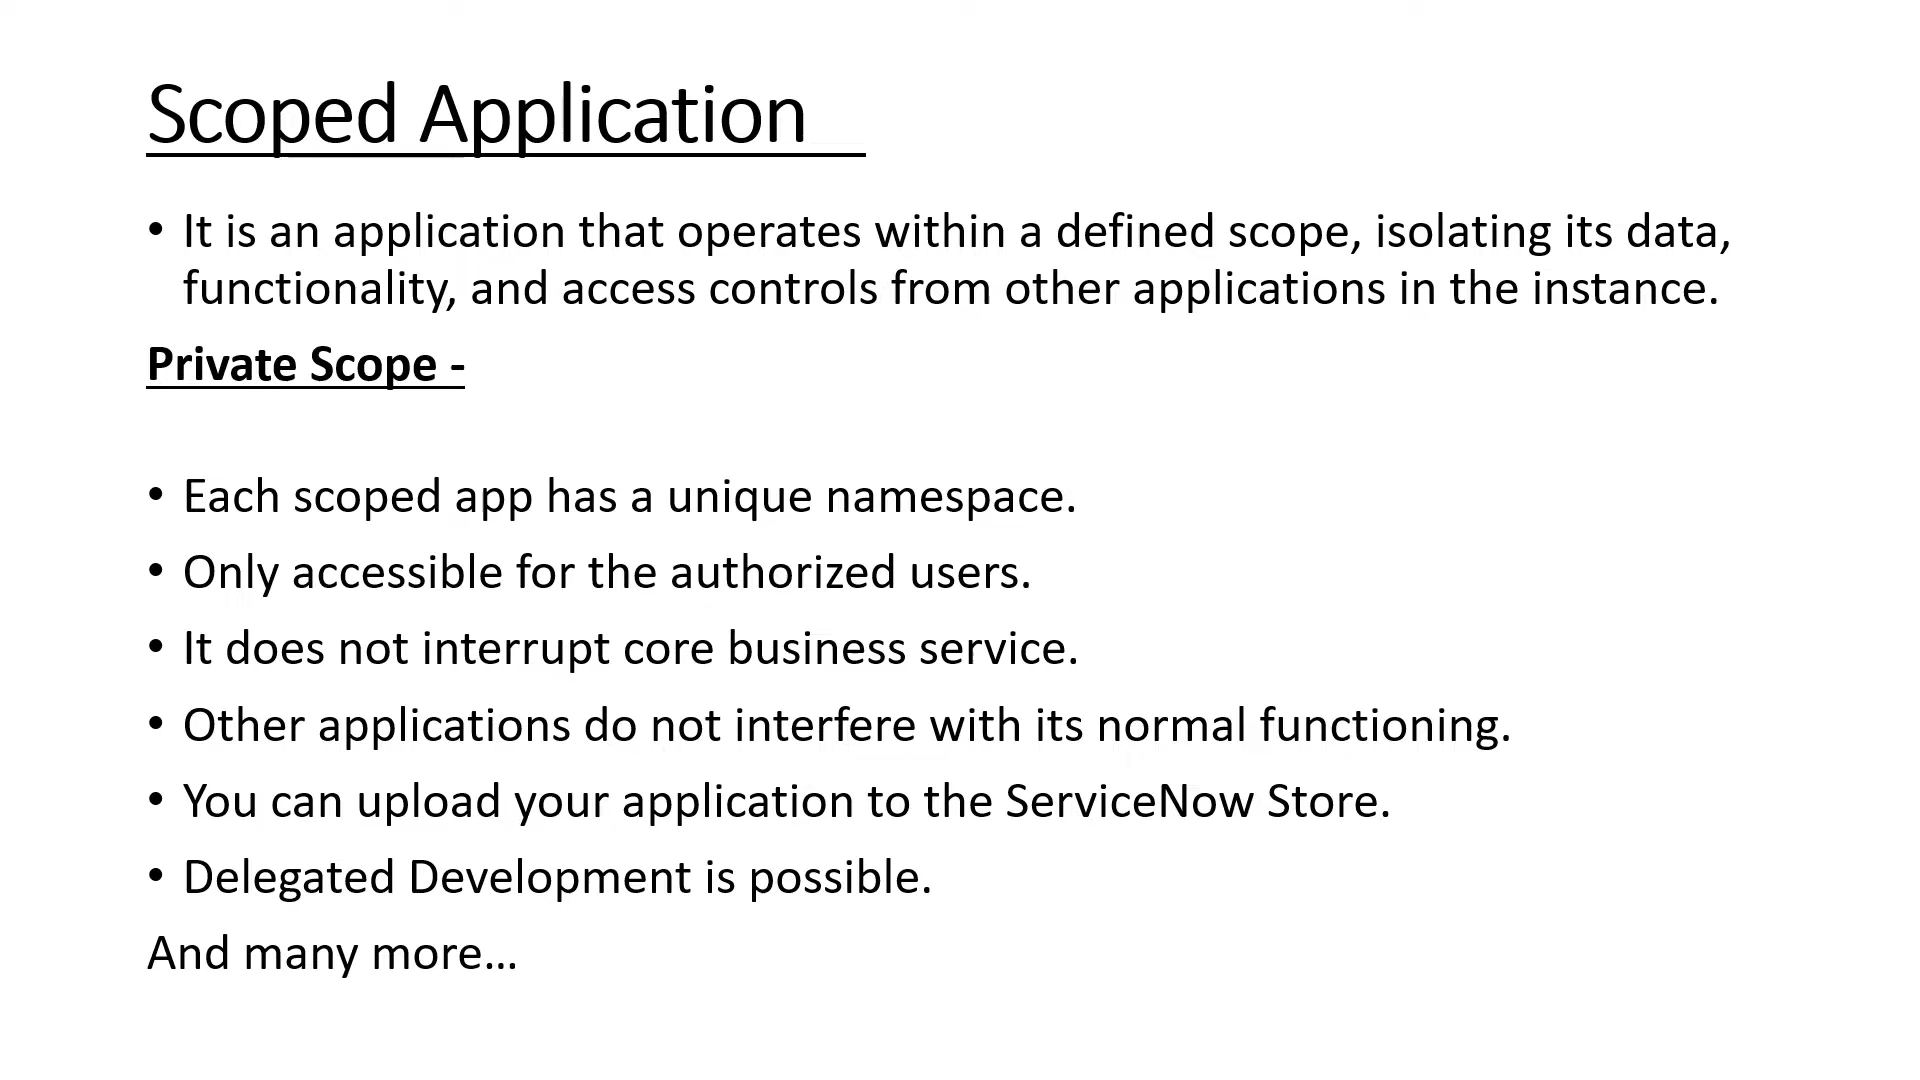 Scoped Application
• It is an application that operates within a defined scope, isolating its data,
functionality, and access controls from other applications in the instance.
Private Scope -
• Each scoped app has a unique namespace.
• Only accessible for the authorized users.
• It does not interrupt core business service.
• Other applications do not interfere with its normal functioning.
• You can upload your application to the ServiceNow Store.
• Delegated Development is possible.
And many more…